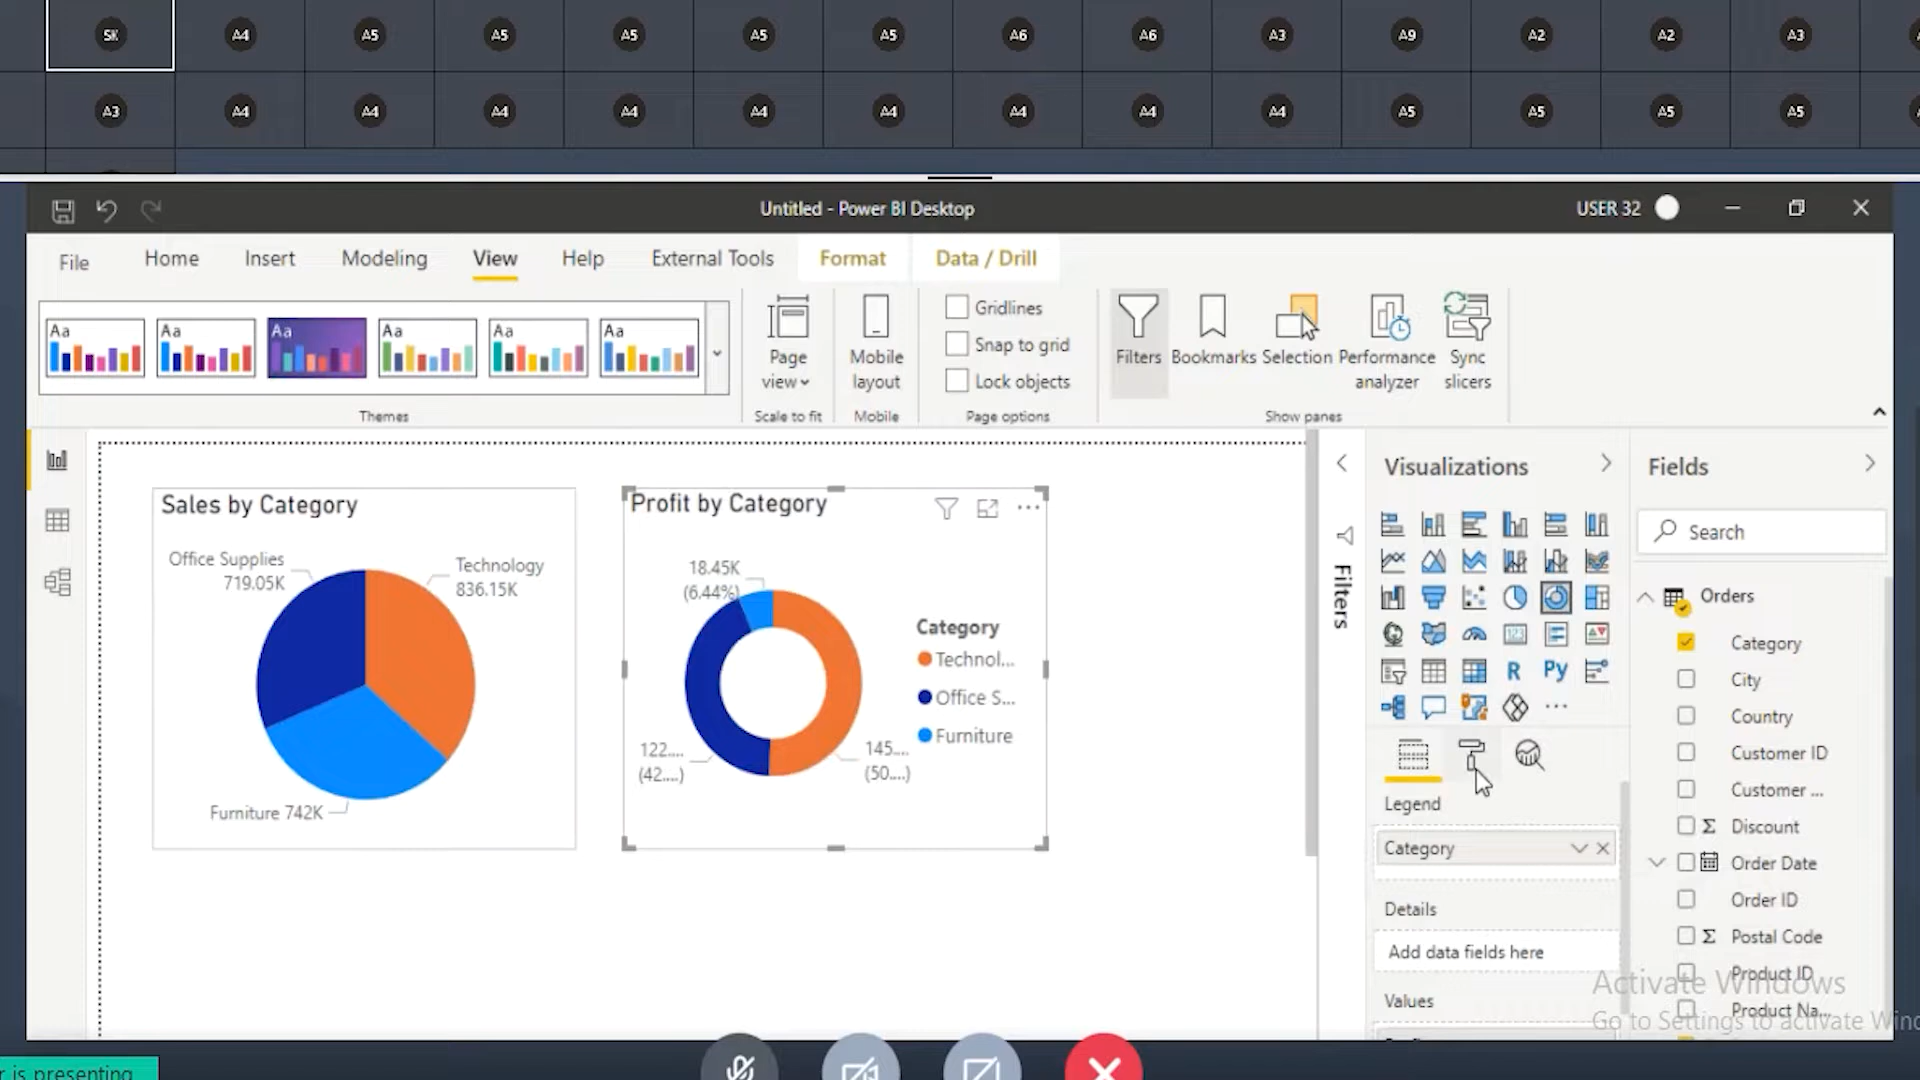 SK A4 A5 A5 A5 A5 A5 A6 A6 A3 A9 A2 A2 A3
A3 A4 A4 A4 A4 A4 A4 A4 A4 A4 A5 A5 A5 A5
Untitled - Power BI Desktop
USER 32
File Home Insert Modeling View Help External Tools Format Data / Drill
Aa Aa Aa Aa Aa Aa
Themes
Page view
Scale to fit
Mobile layout
Mobile
Gridlines
Snap to grid
Lock objects
Page options
Filters
Bookmarks
Selection
Performance analyzer
Sync slicers
Show panes
Sales by Category
Office Supplies
719.05K
Technology
836.15K
Furniture 742K
Profit by Category
18.45K
(6.44%)
122....
(42....)
145....
(50....)
Category
Technol...
Office S...
Furniture
Filters
Visualizations
123
R Py
Legend
Category
Details
Add data fields here
Values
Fields
Search
Orders
Category
City
Country
Customer ID
Customer ...
Σ Discount
Order Date
Order ID
Σ Postal Code
Product ID
Product Na...
Activate Windows
Go to Settings to activate Win
r is presenting